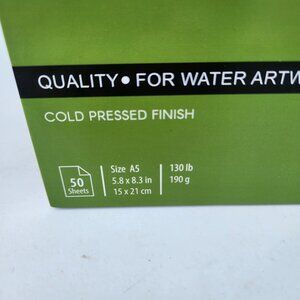 QUALITY• FOR WATER ARTW
COLD PRESSED FINISH
50
Sheets
Size A5
5.8 x 8.3 in
15 x 21 cm
130 lb
190 g